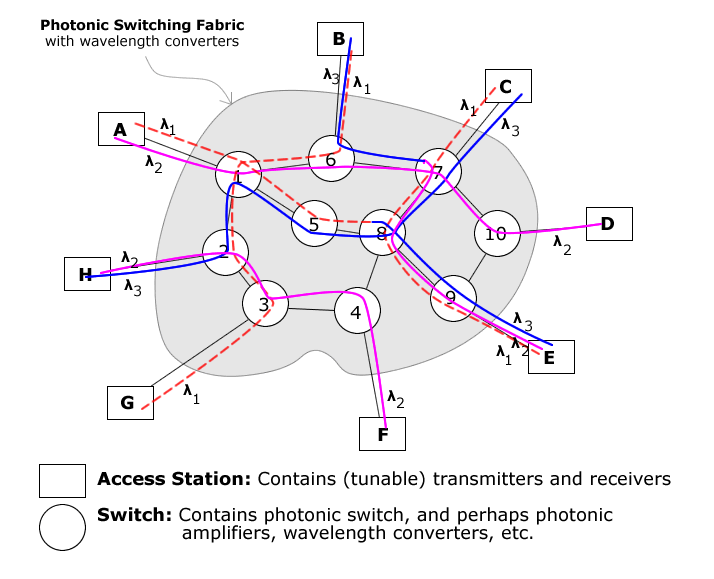 Photonic Switching Fabric
with wavelength converters
B
λ3
λ1
C
λ1
λ3
A
λ1
λ2
6
1
7
5
8
10
D
λ2
2
H
λ2
λ3
3
4
9
λ3
λ2
λ1
E
G
λ1
λ2
F
Access Station: Contains (tunable) transmitters and receivers
Switch: Contains photonic switch, and perhaps photonic
amplifiers, wavelength converters, etc.